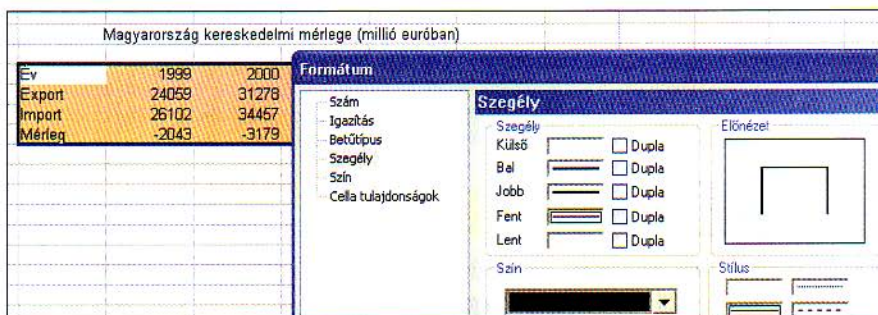 Magyarország kereskedelmi mérlege (millió euróban)
Év 1999 2000
Export 24059 31278
Import 26102 34457
Mérleg -2043 -3179
Formátum
Szám
Igazítás
Betűtípus
Szegély
Szín
Cella tulajdonságok
Szegély
Szegély
Külső Dupla
Bal Dupla
Jobb Dupla
Fent Dupla
Lent Dupla
Előnézet
Szín
Stílus